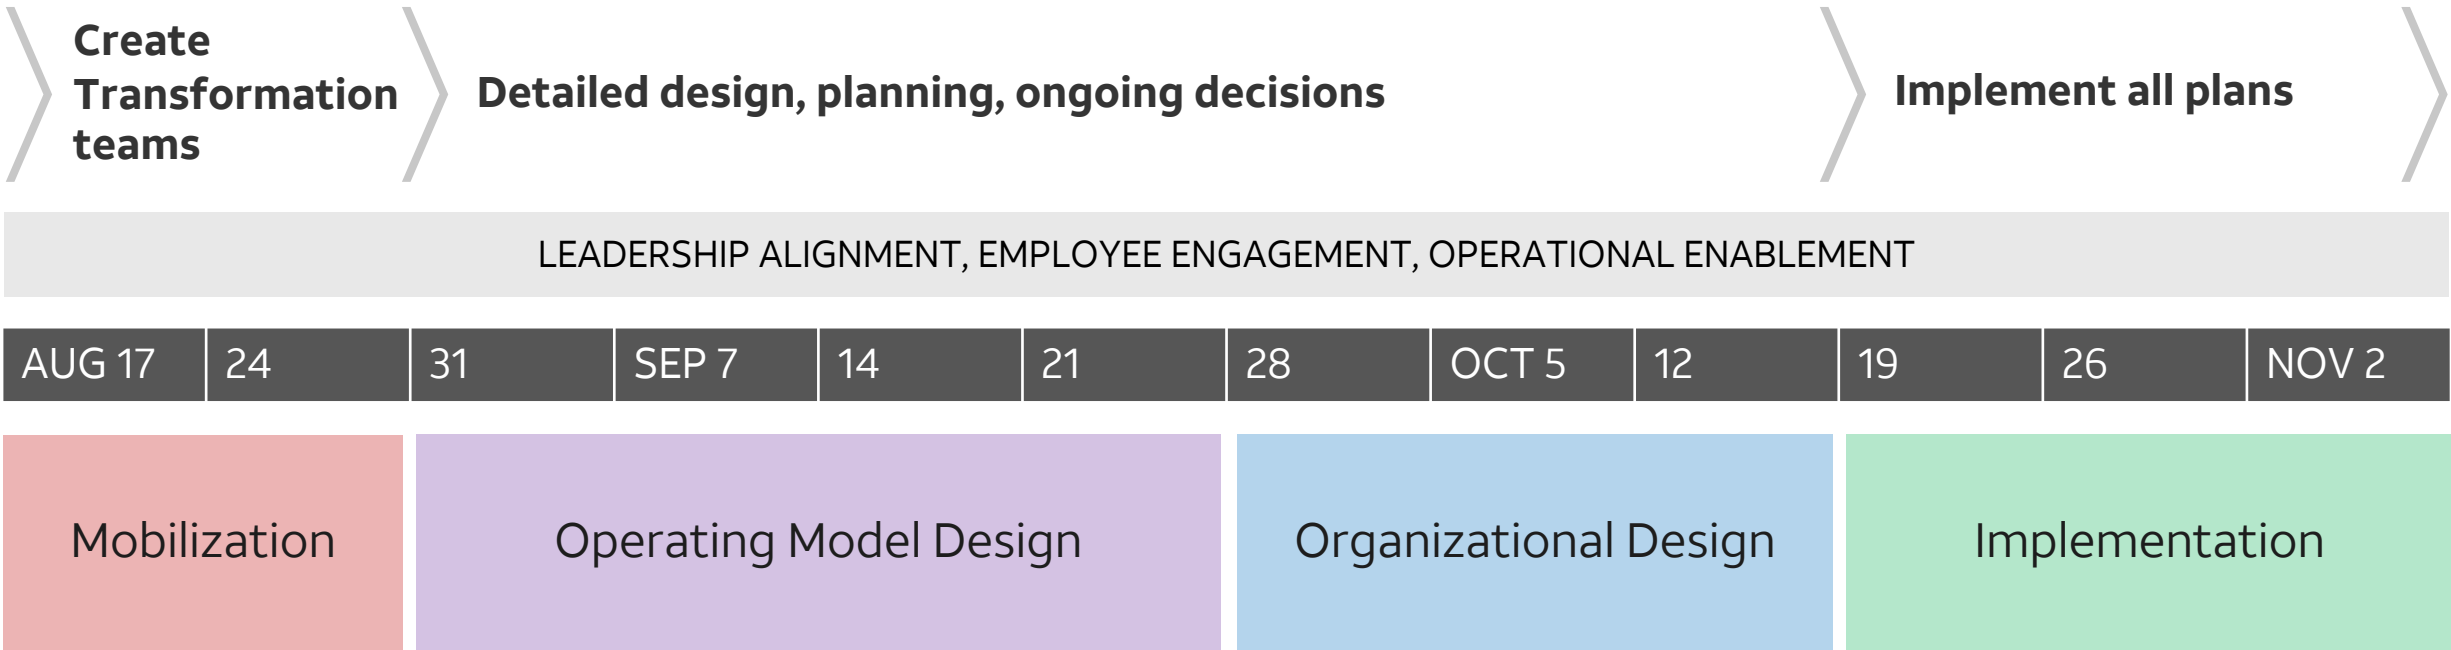 Create
Transformation
teams
Detailed design, planning, ongoing decisions
Implement all plans
LEADERSHIP ALIGNMENT, EMPLOYEE ENGAGEMENT, OPERATIONAL ENABLEMENT
AUG 17 24 31 SEP 7 14 21 28 OCT 5 12 19 26 NOV 2
Mobilization Operating Model Design Organizational Design Implementation